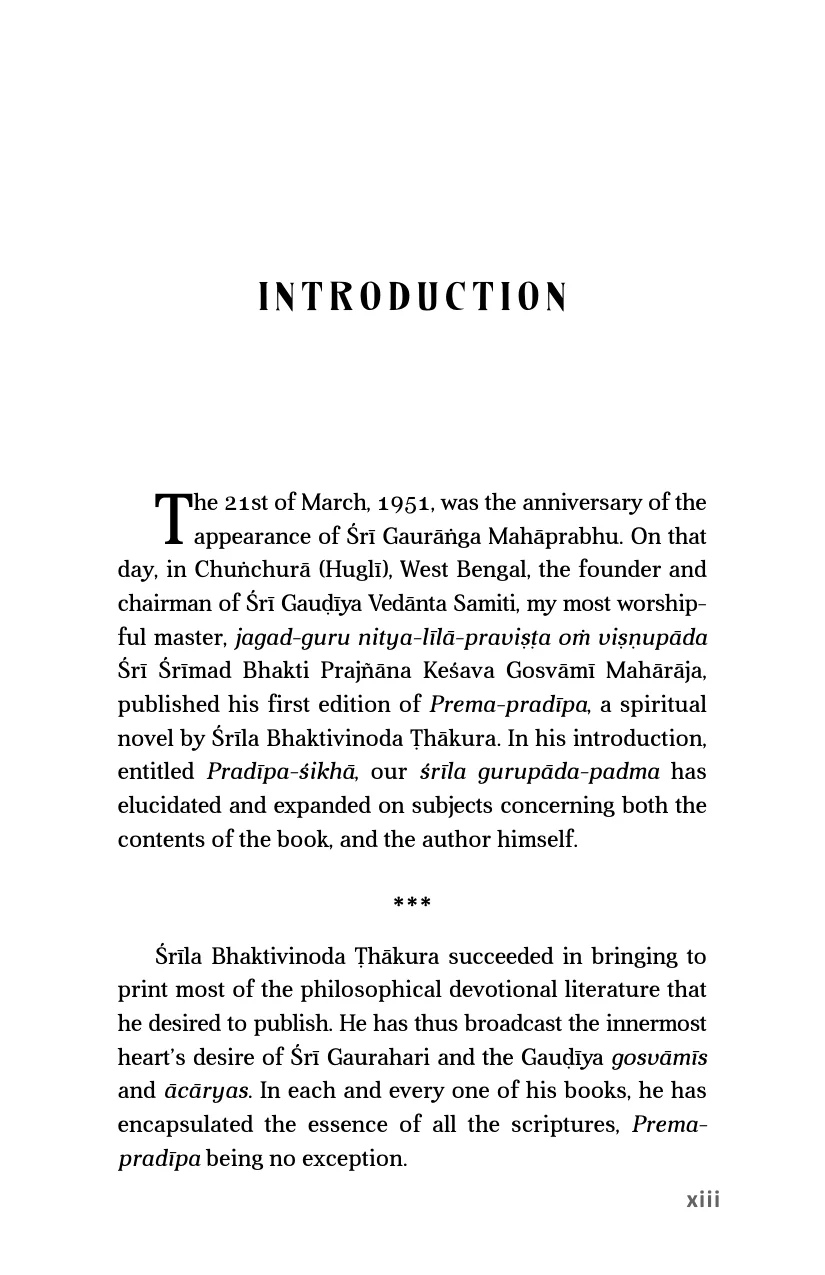 INTRODUCTION
The 21st of March, 1951, was the anniversary of the
appearance of Śrī Gaurāṅga Mahāprabhu. On that
day, in Chuṅchurā (Huglī), West Bengal, the founder and
chairman of Śrī Gauḍīya Vedānta Samiti, my most worship-
ful master, jagad-guru nitya-līlā-praviṣṭa oṁ viṣṇupāda
Śrī Śrīmad Bhakti Prajñāna Keśava Gosvāmī Mahārāja,
published his first edition of Prema-pradīpa, a spiritual
novel by Śrīla Bhaktivinoda Ṭhākura. In his introduction,
entitled Pradīpa-śikhā, our śrīla gurupāda-padma has
elucidated and expanded on subjects concerning both the
contents of the book, and the author himself.
***
Śrīla Bhaktivinoda Ṭhākura succeeded in bringing to
print most of the philosophical devotional literature that
he desired to publish. He has thus broadcast the innermost
heart’s desire of Śrī Gaurahari and the Gauḍīya gosvāmīs
and ācāryas. In each and every one of his books, he has
encapsulated the essence of all the scriptures, Prema-
pradīpa being no exception.
xiii